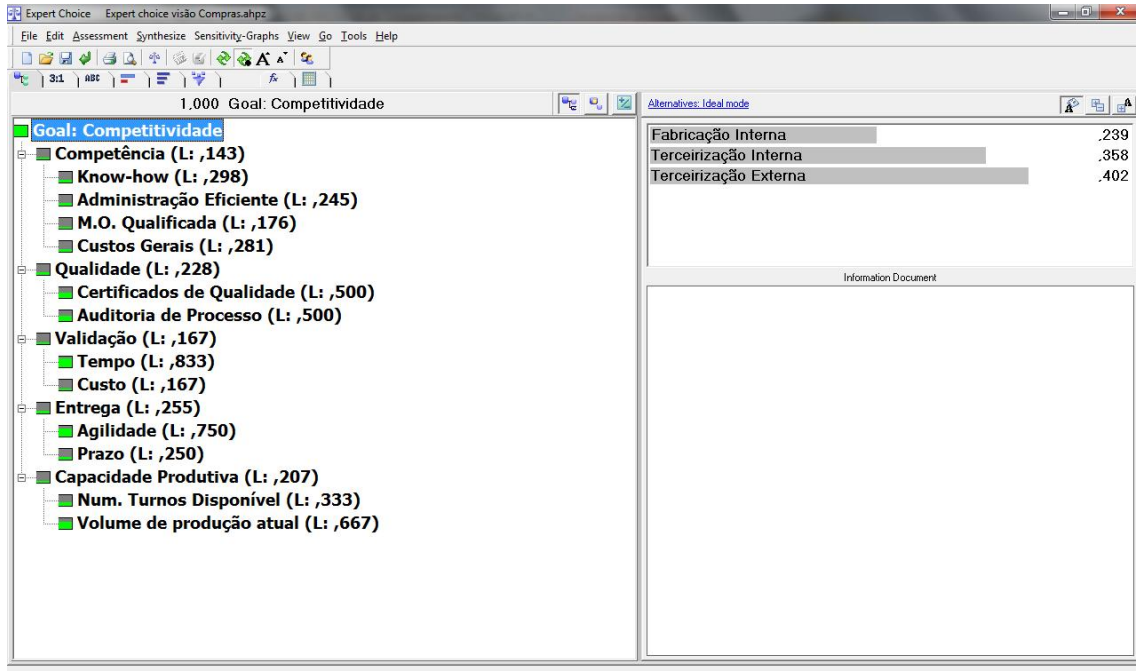 Expert Choice Expert choice visão Compras.ahpz
File Edit Assessment Synthesize Sensitivity-Graphs View Go Tools Help
3:1 ABC fx
1,000 Goal: Competitividade
Goal: Competitividade
Competência (L: ,143)
Know-how (L: ,298)
Administração Eficiente (L: ,245)
M.O. Qualificada (L: ,176)
Custos Gerais (L: ,281)
Qualidade (L: ,228)
Certificados de Qualidade (L: ,500)
Auditoria de Processo (L: ,500)
Validação (L: ,167)
Tempo (L: ,833)
Custo (L: ,167)
Entrega (L: ,255)
Agilidade (L: ,750)
Prazo (L: ,250)
Capacidade Produtiva (L: ,207)
Num. Turnos Disponível (L: ,333)
Volume de produção atual (L: ,667)
Alternatives: Ideal mode
Fabricação Interna ,239
Terceirização Interna ,358
Terceirização Externa ,402
Information Document